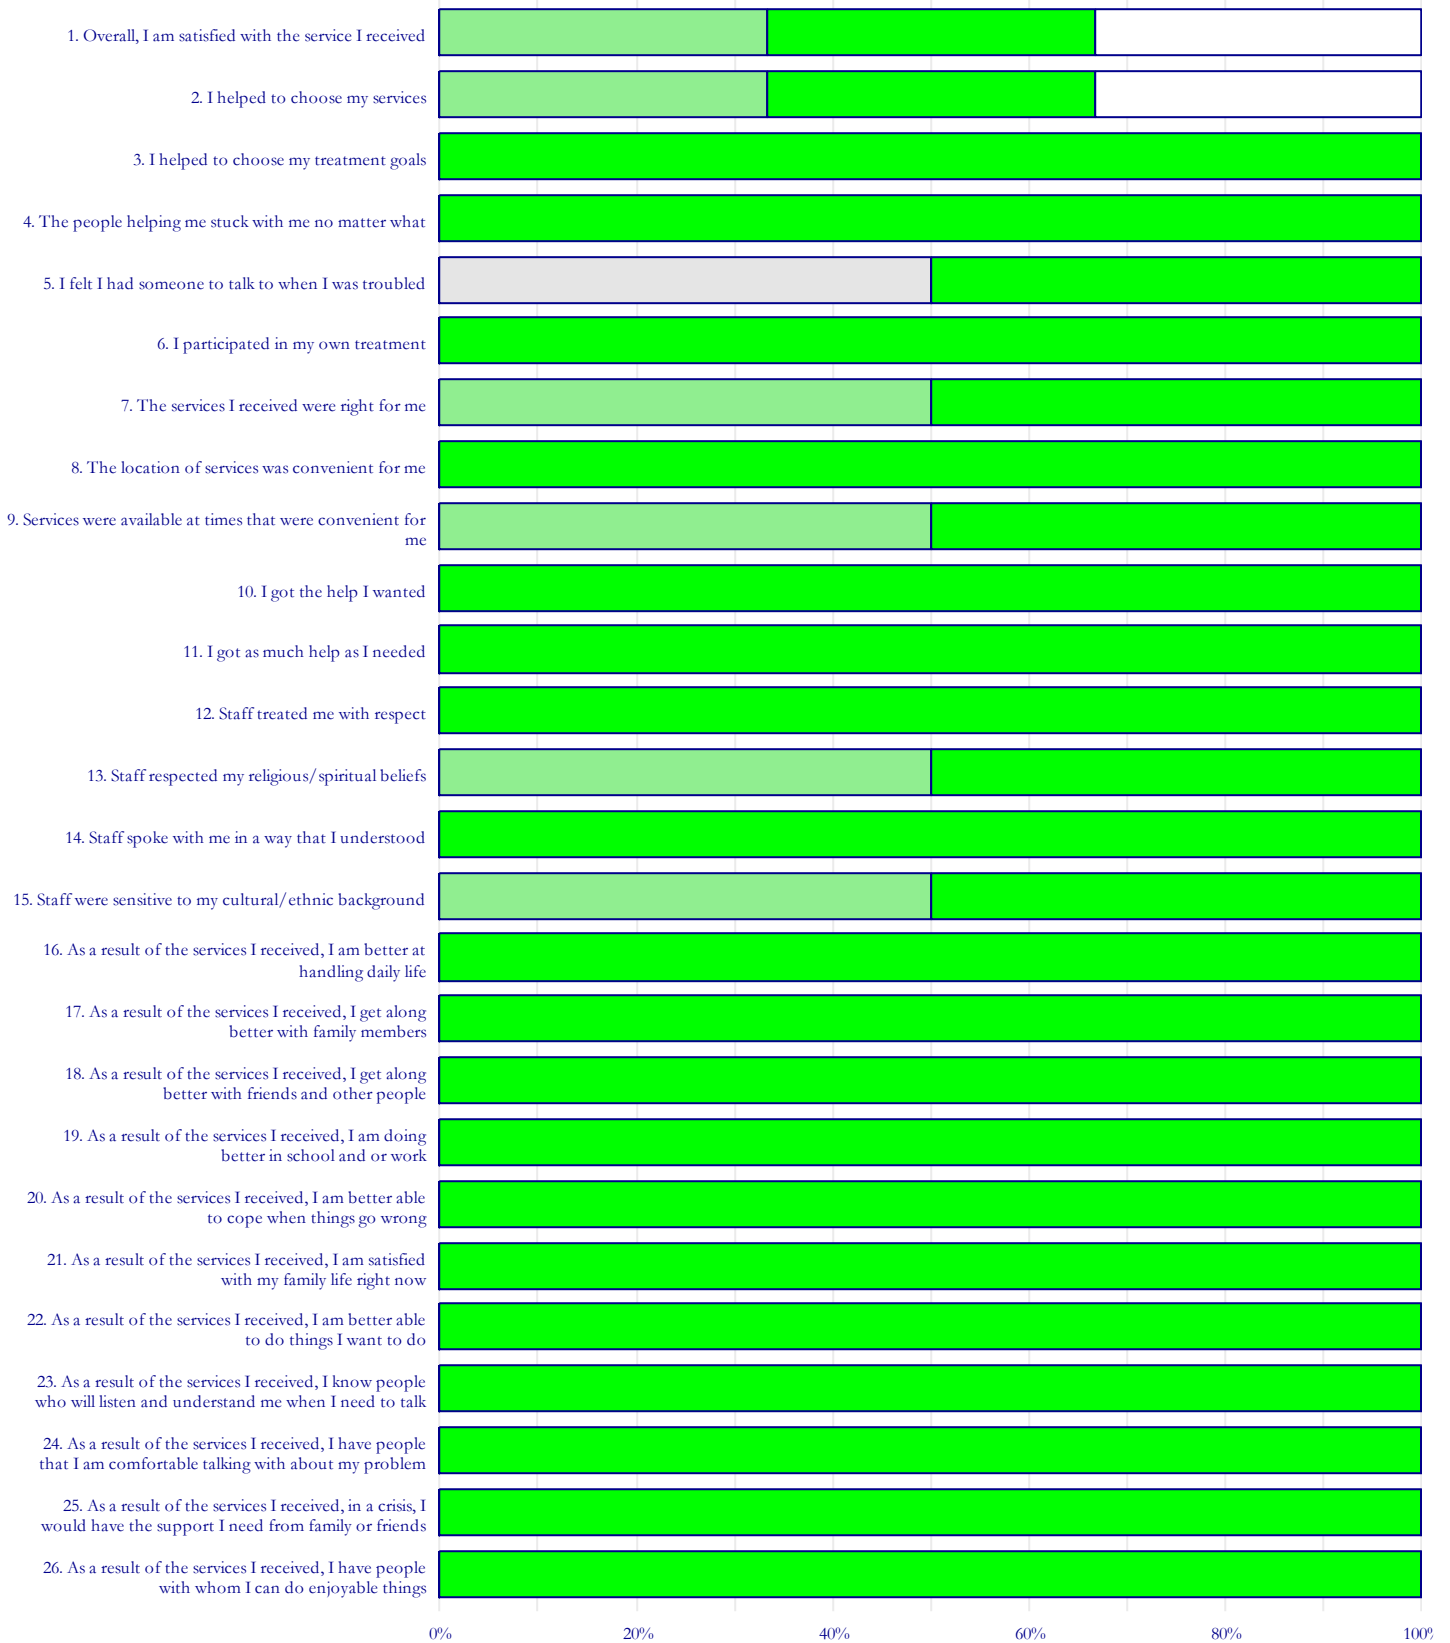 1. Overall, I am satisfied with the service I received
2. I helped to choose my services
3. I helped to choose my treatment goals
4. The people helping me stuck with me no matter what
5. I felt I had someone to talk to when I was troubled
6. I participated in my own treatment
7. The services I received were right for me
8. The location of services was convenient for me
9. Services were available at times that were convenient for
me
10. I got the help I wanted
11. I got as much help as I needed
12. Staff treated me with respect
13. Staff respected my religious/spiritual beliefs
14. Staff spoke with me in a way that I understood
15. Staff were sensitive to my cultural/ethnic background
16. As a result of the services I received, I am better at
handling daily life
17. As a result of the services I received, I get along
better with family members
18. As a result of the services I received, I get along
better with friends and other people
19. As a result of the services I received, I am doing
better in school and or work
20. As a result of the services I received, I am better able
to cope when things go wrong
21. As a result of the services I received, I am satisfied
with my family life right now
22. As a result of the services I received, I am better able
to do things I want to do
23. As a result of the services I received, I know people
who will listen and understand me when I need to talk
24. As a result of the services I received, I have people
that I am comfortable talking with about my problem
25. As a result of the services I received, in a crisis, I
would have the support I need from family or friends
26. As a result of the services I received, I have people
with whom I can do enjoyable things
0% 20% 40% 60% 80% 100%